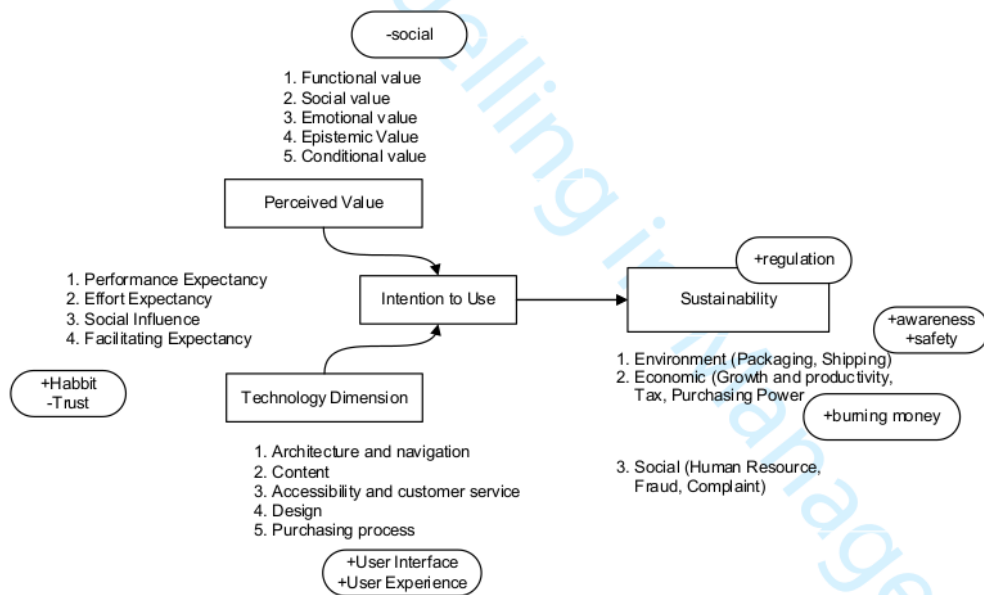 -social
1. Functional value
2. Social value
3. Emotional value
4. Epistemic Value
5. Conditional value
Perceived Value
+regulation
1. Performance Expectancy
2. Effort Expectancy
3. Social Influence
4. Facilitating Expectancy
Intention to Use
Sustainability
+awareness
+safety
1. Environment (Packaging, Shipping)
2. Economic (Growth and productivity,
Tax, Purchasing Power
+Habbit
-Trust
Technology Dimension
+burning money
1. Architecture and navigation
2. Content
3. Accessibility and customer service
4. Design
5. Purchasing process
3. Social (Human Resource,
Fraud, Complaint)
+User Interface
+User Experience
elling in Manage